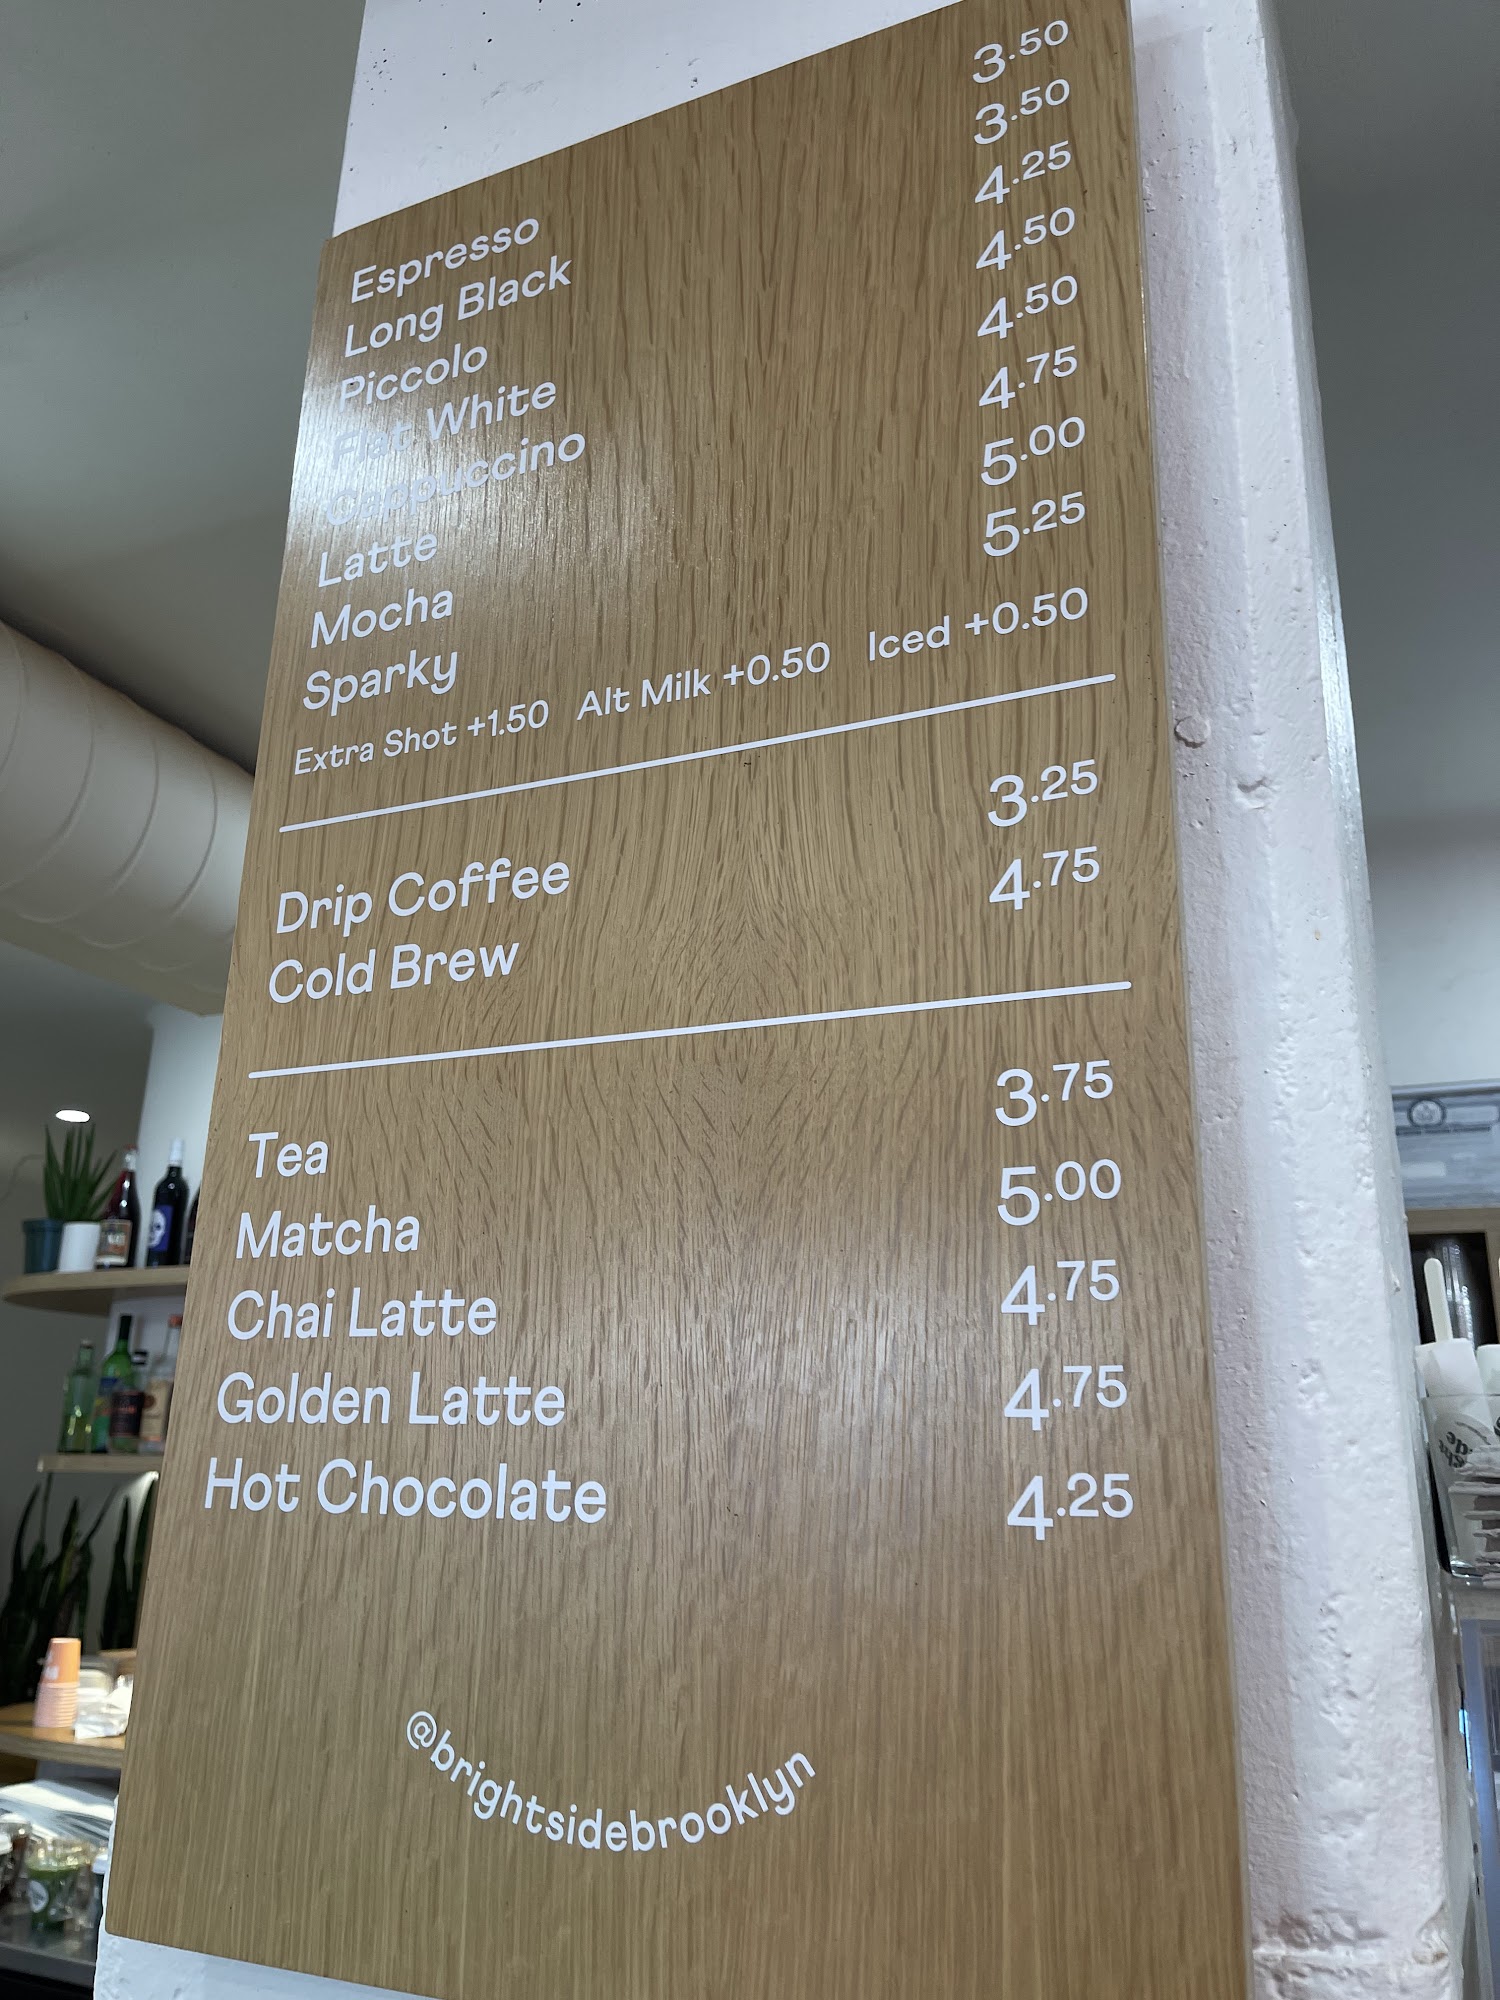 Espresso 3.50
Long Black 3.50
Piccolo 4.25
Flat White 4.50
Cappuccino 4.50
Latte 4.75
Mocha 5.00
Sparky 5.25
Extra Shot +1.50 Alt Milk +0.50 Iced +0.50
Drip Coffee 3.25
Cold Brew 4.75
Tea 3.75
Matcha 5.00
Chai Latte 4.75
Golden Latte 4.75
Hot Chocolate 4.25
@brightsidebrooklyn